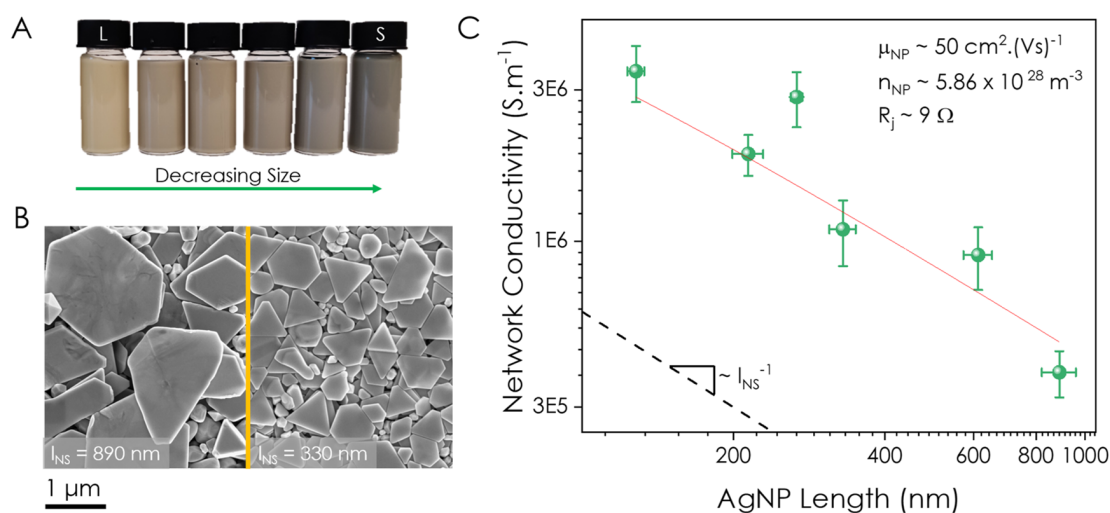 A
L
S
Decreasing Size
B
l_NS = 890 nm
l_NS = 330 nm
1 μm
C
Network Conductivity (S.m)⁻¹
3E6
1E6
3E5
μ_NP ~ 50 cm².(Vs)⁻¹
n_NP ~ 5.86 x 10²⁸ m⁻³
R_j ~ 9 Ω
~ l_NS⁻¹
200
400
600
800
1000
AgNP Length (nm)